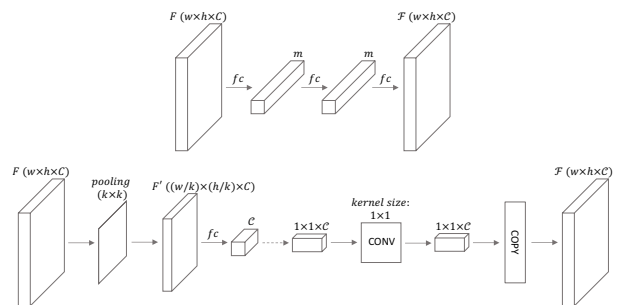 F (w×h×C)
m
m
ℱ (w×h×C)
fc
fc
fc
F (w×h×C)
pooling
(k×k)
F′ ((w/k)×(h/k)×C)
fc
C
1×1×C
kernel size:
1×1
CONV
1×1×C
COPY
ℱ (w×h×C)